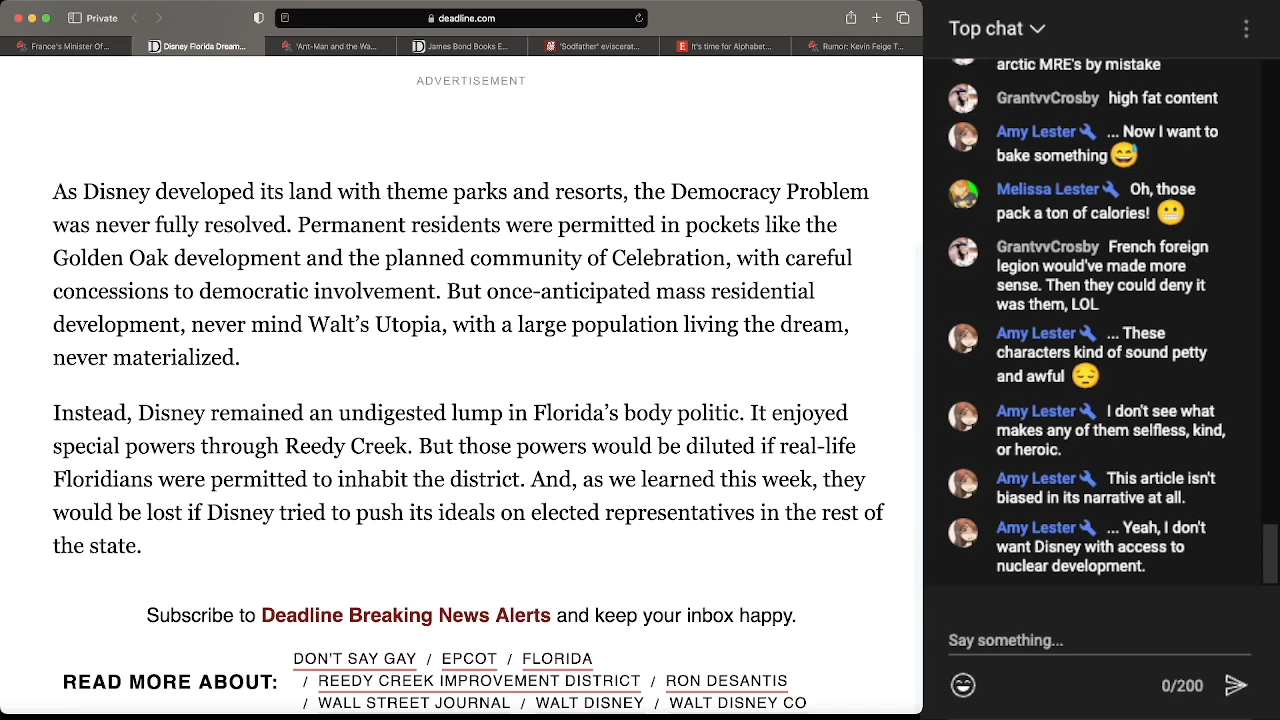 Private
deadline.com
France's Minister Of...
Disney Florida Dream...
'Ant-Man and the Wa...
James Bond Books E...
'Sodfather' eviscerat...
It's time for Alphabet...
Rumor: Kevin Feige T...
ADVERTISEMENT
As Disney developed its land with theme parks and resorts, the Democracy Problem
was never fully resolved. Permanent residents were permitted in pockets like the
Golden Oak development and the planned community of Celebration, with careful
concessions to democratic involvement. But once-anticipated mass residential
development, never mind Walt's Utopia, with a large population living the dream,
never materialized.
Instead, Disney remained an undigested lump in Florida's body politic. It enjoyed
special powers through Reedy Creek. But those powers would be diluted if real-life
Floridians were permitted to inhabit the district. And, as we learned this week, they
would be lost if Disney tried to push its ideals on elected representatives in the rest of
the state.
Subscribe to Deadline Breaking News Alerts and keep your inbox happy.
READ MORE ABOUT:
DON'T SAY GAY / EPCOT / FLORIDA
/ REEDY CREEK IMPROVEMENT DISTRICT / RON DESANTIS
/ WALL STREET JOURNAL / WALT DISNEY / WALT DISNEY CO
Top chat
arctic MRE's by mistake
GrantvvCrosby high fat content
Amy Lester ... Now I want to
bake something 😅
Melissa Lester Oh, those
pack a ton of calories! 😬
GrantvvCrosby French foreign
legion would've made more
sense. Then they could deny it
was them, LOL
Amy Lester ... These
characters kind of sound petty
and awful 😔
Amy Lester I don't see what
makes any of them selfless, kind,
or heroic.
Amy Lester This article isn't
biased in its narrative at all.
Amy Lester ... Yeah, I don't
want Disney with access to
nuclear development.
Say something...
0/200